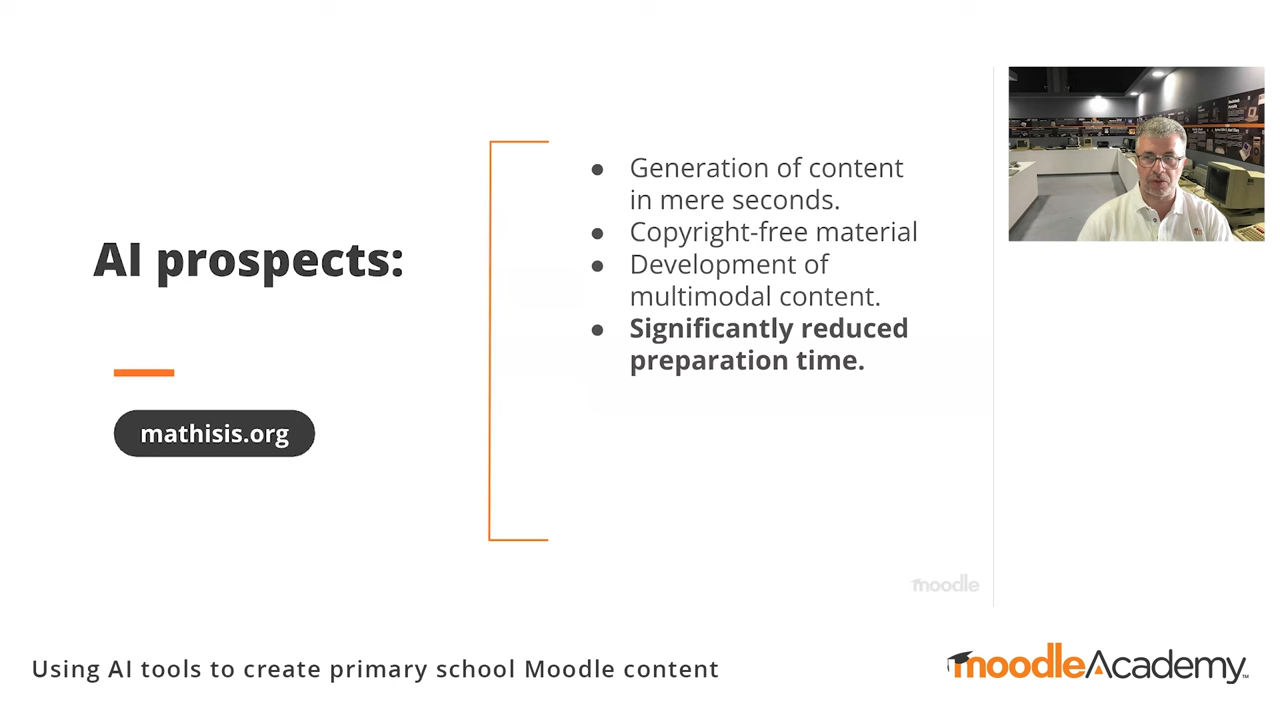 AI prospects:
mathisis.org
● Generation of content
in mere seconds.
● Copyright-free material
● Development of
multimodal content.
● Significantly reduced
preparation time.
moodle
Using AI tools to create primary school Moodle content
moodleAcademy™